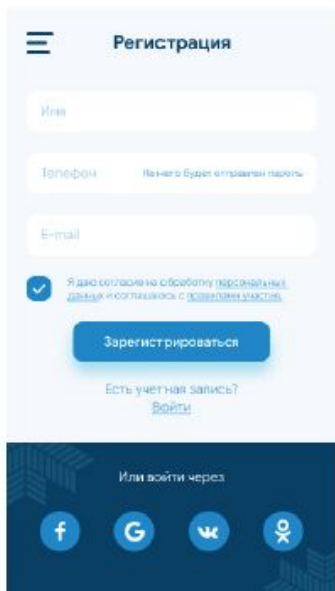 Регистрация
Имя
Телефон На него будет отправлен пароль
E-mail
Я даю согласие на обработку персональных
данных и соглашаюсь с правилами участия.
Зарегистрироваться
Есть учетная запись?
Войти
Или войти через